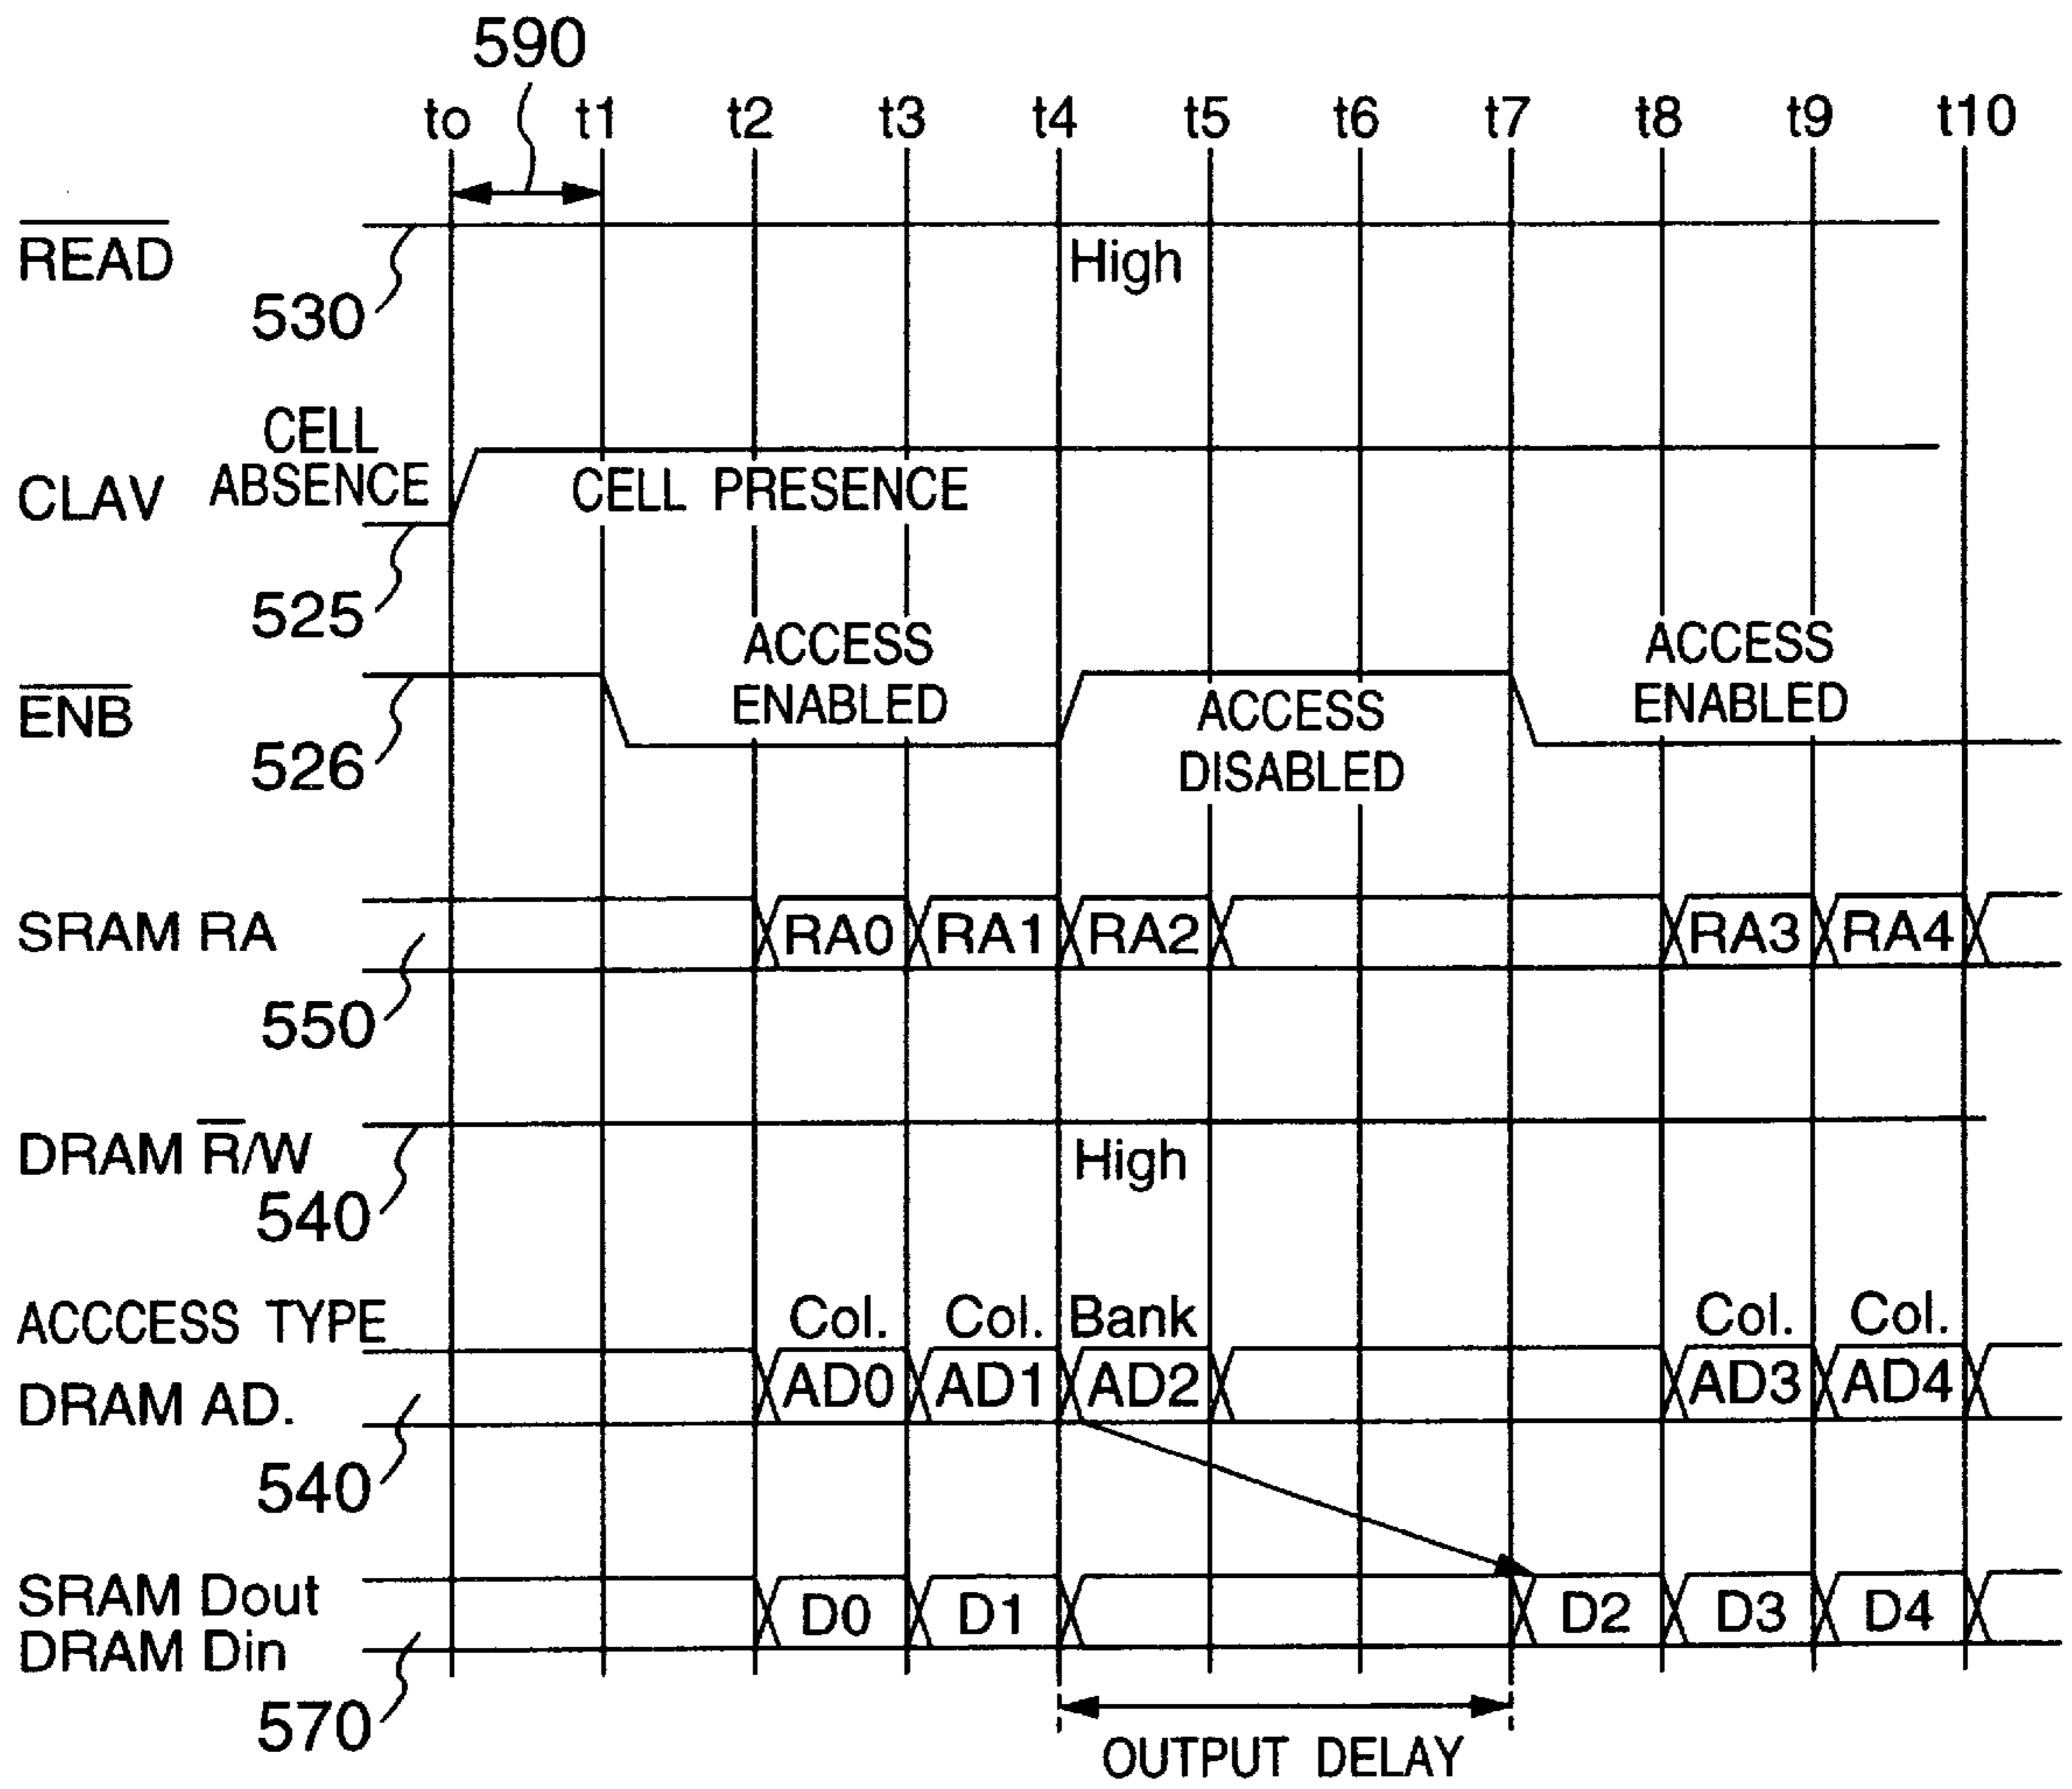 590
to t1 t2 t3 t4 t5 t6 t7 t8 t9 t10
READ
High
530
CELL
ABSENCE
CLAV
CELL PRESENCE
525
ACCESS
ENABLED
ACCESS
DISABLED
ACCESS
ENABLED
ENB
526
SRAM RA
RA0 RA1 RA2 RA3 RA4
550
DRAM R/W
High
540
ACCCESS TYPE
Col. Col. Bank Col. Col.
DRAM AD.
AD0 AD1 AD2 AD3 AD4
540
SRAM Dout
DRAM Din
D0 D1 D2 D3 D4
570
OUTPUT DELAY